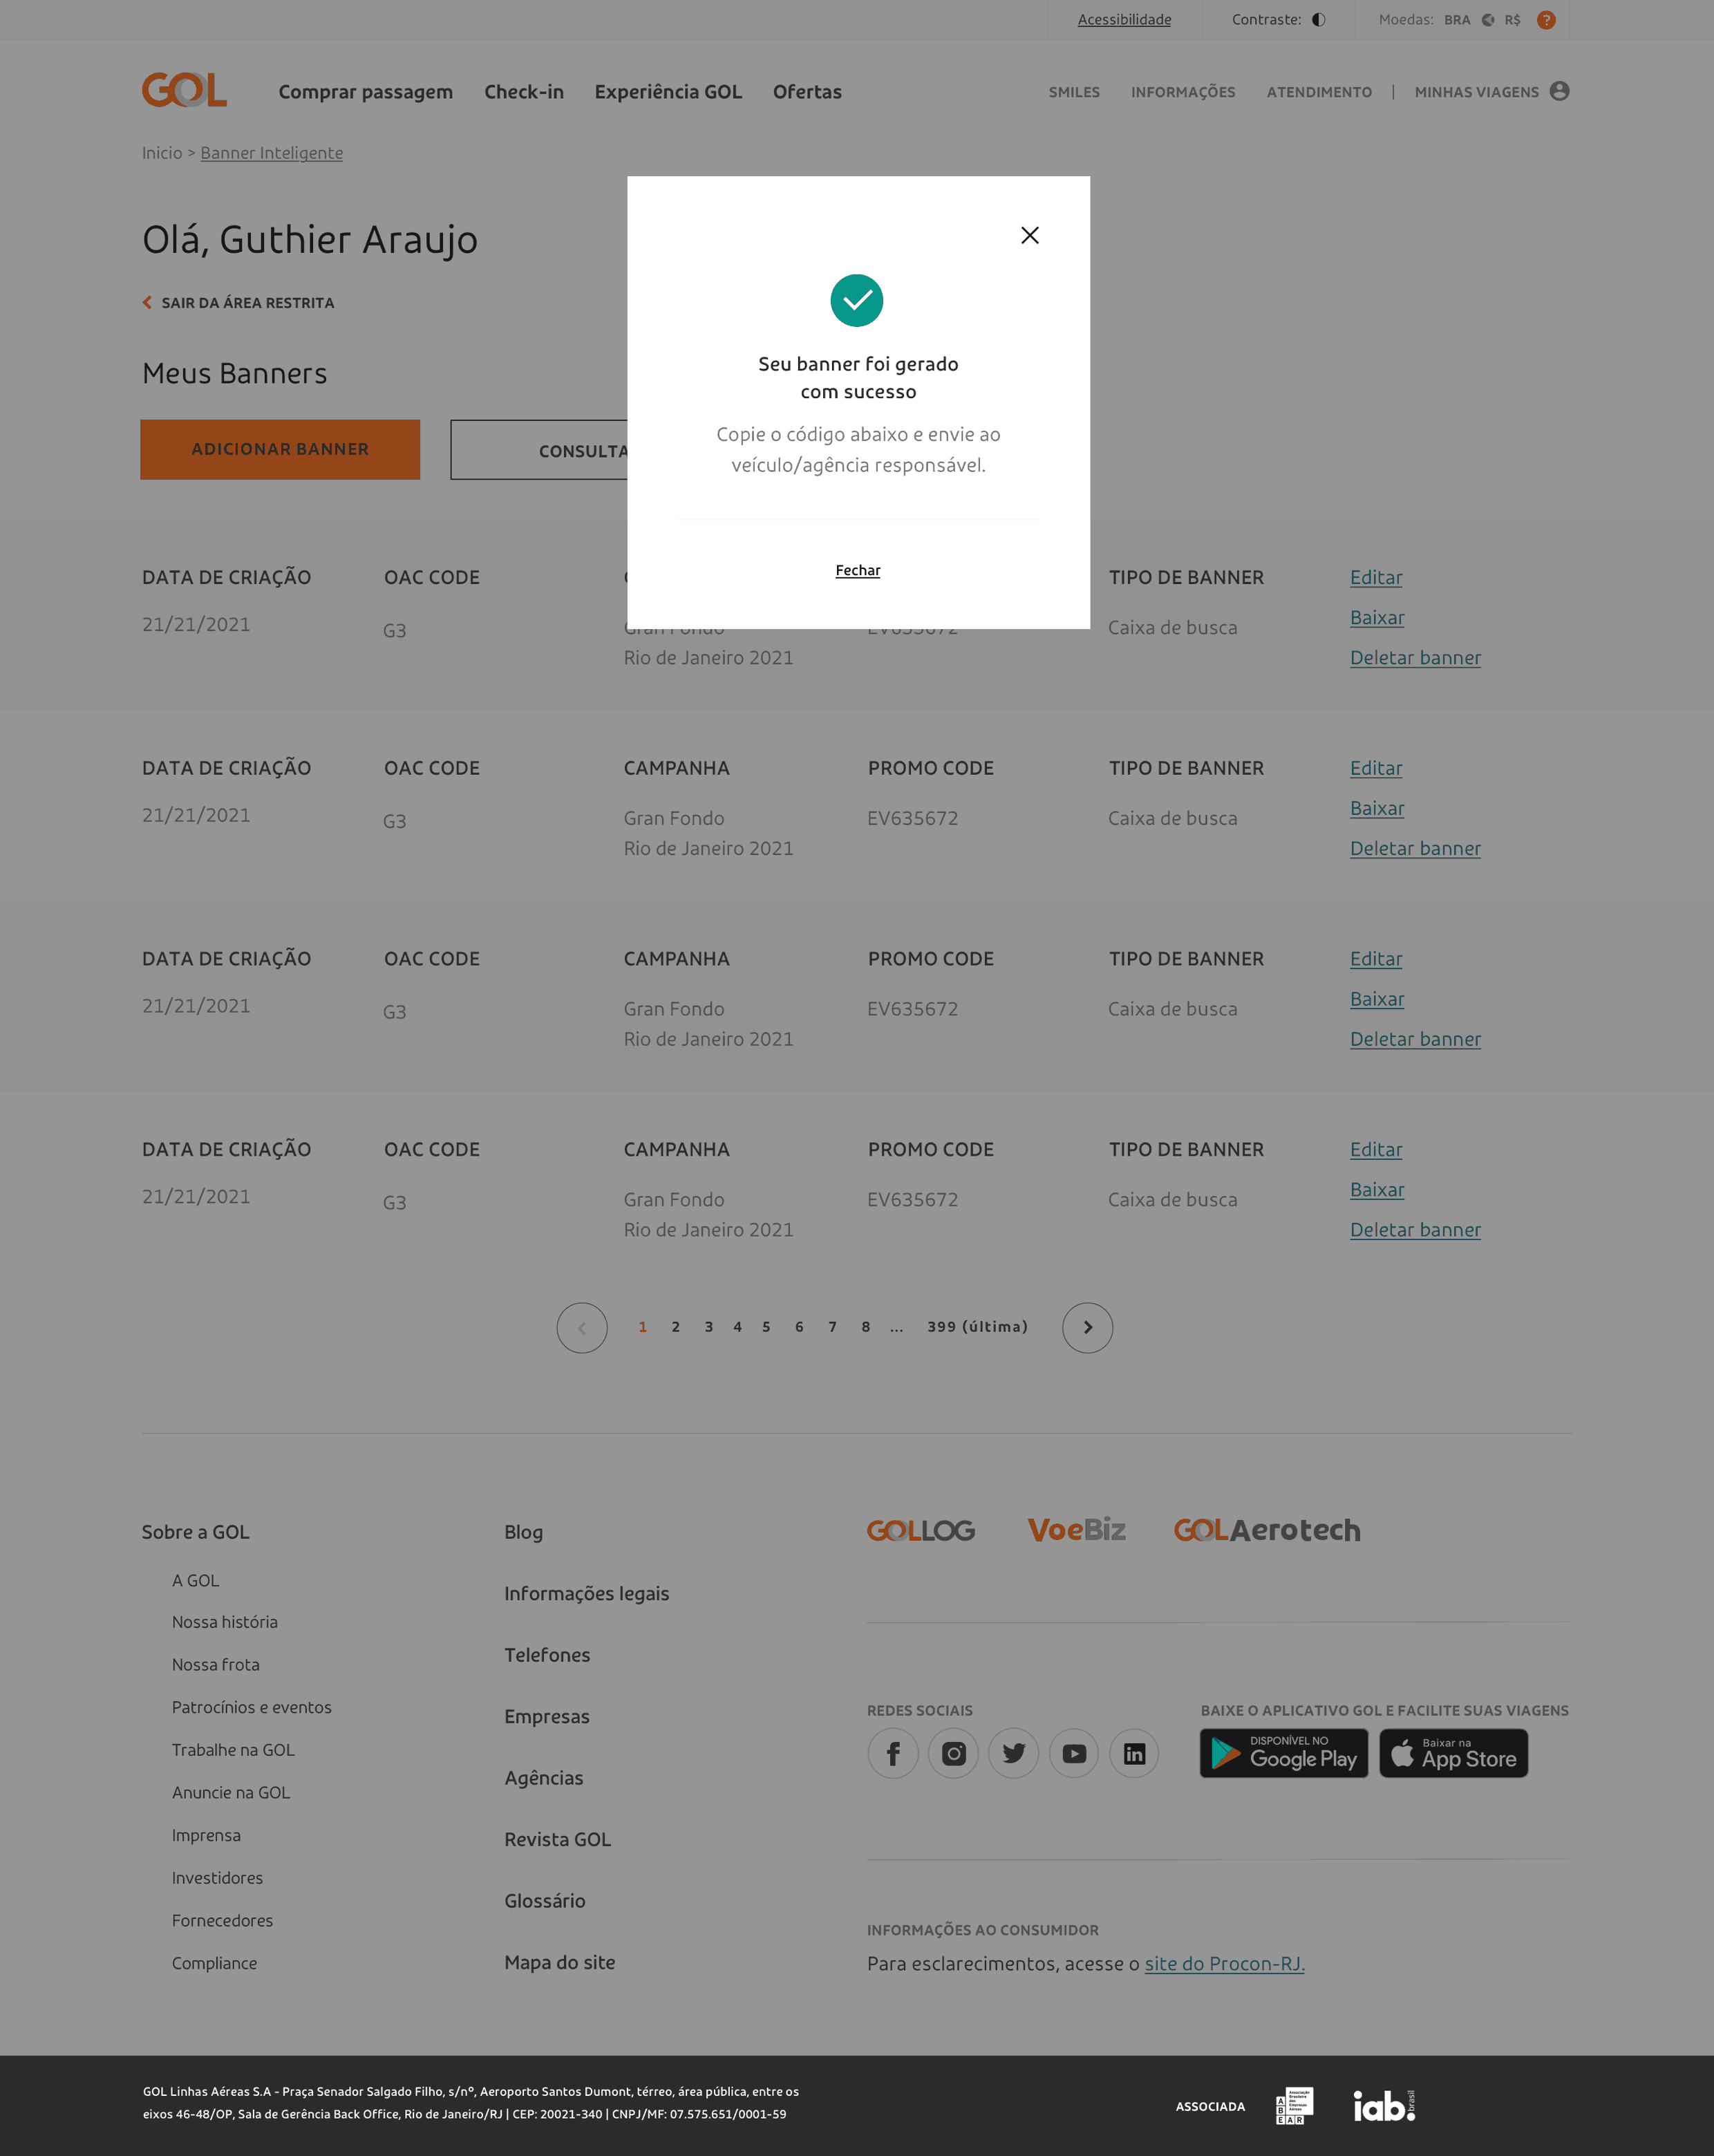 Acessibilidade
Contraste:
Moedas: BRA R$ ?
GOL
Comprar passagem Check-in Experiência GOL Ofertas
SMILES INFORMAÇÕES ATENDIMENTO | MINHAS VIAGENS
Inicio > Banner Inteligente
Olá, Guthier Araujo
SAIR DA ÁREA RESTRITA
Meus Banners
ADICIONAR BANNER
Seu banner foi gerado
com sucesso
Copie o código abaixo e envie ao
veículo/agência responsável.
Fechar
DATA DE CRIAÇÃO OAC CODE TIPO DE BANNER Editar
21/21/2021 G3 Gran Fondo EV635672 Caixa de busca Baixar
Rio de Janeiro 2021 Deletar banner
DATA DE CRIAÇÃO OAC CODE CAMPANHA PROMO CODE TIPO DE BANNER Editar
21/21/2021 G3 Gran Fondo EV635672 Caixa de busca Baixar
Rio de Janeiro 2021 Deletar banner
DATA DE CRIAÇÃO OAC CODE CAMPANHA PROMO CODE TIPO DE BANNER Editar
21/21/2021 G3 Gran Fondo EV635672 Caixa de busca Baixar
Rio de Janeiro 2021 Deletar banner
DATA DE CRIAÇÃO OAC CODE CAMPANHA PROMO CODE TIPO DE BANNER Editar
21/21/2021 G3 Gran Fondo EV635672 Caixa de busca Baixar
Rio de Janeiro 2021 Deletar banner
1 2 3 4 5 6 7 8 ... 399 (última)
Sobre a GOL
A GOL
Nossa história
Nossa frota
Patrocínios e eventos
Trabalhe na GOL
Anuncie na GOL
Imprensa
Investidores
Fornecedores
Compliance
Blog
Informações legais
Telefones
Empresas
Agências
Revista GOL
Glossário
Mapa do site
GOLLOG VoeBiz GOLAerotech
REDES SOCIAIS
BAIXE O APLICATIVO GOL E FACILITE SUAS VIAGENS
DISPONÍVEL NO
Google Play
Baixar na
App Store
INFORMAÇÕES AO CONSUMIDOR
Para esclarecimentos, acesse o site do Procon-RJ.
GOL Linhas Aéreas S.A - Praça Senador Salgado Filho, s/nº, Aeroporto Santos Dumont, térreo, área pública, entre os
eixos 46-48/OP, Sala de Gerência Back Office, Rio de Janeiro/RJ | CEP: 20021-340 | CNPJ/MF: 07.575.651/0001-59
ASSOCIADA
ABEAR
Associação
Brasileira
das
Empresas
Aéreas
iab.
brasil